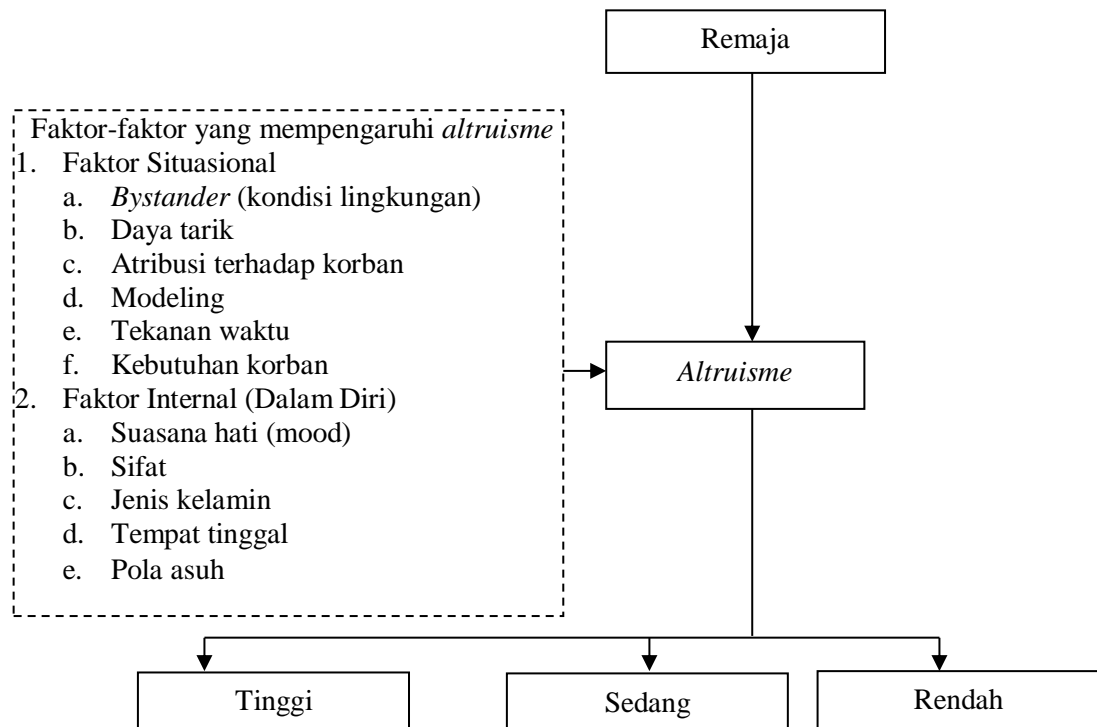 Remaja
Faktor-faktor yang mempengaruhi altruisme
1. Faktor Situasional
a. Bystander (kondisi lingkungan)
b. Daya tarik
c. Atribusi terhadap korban
d. Modeling
e. Tekanan waktu
f. Kebutuhan korban
2. Faktor Internal (Dalam Diri)
a. Suasana hati (mood)
b. Sifat
c. Jenis kelamin
d. Tempat tinggal
e. Pola asuh
Altruisme
Tinggi
Sedang
Rendah